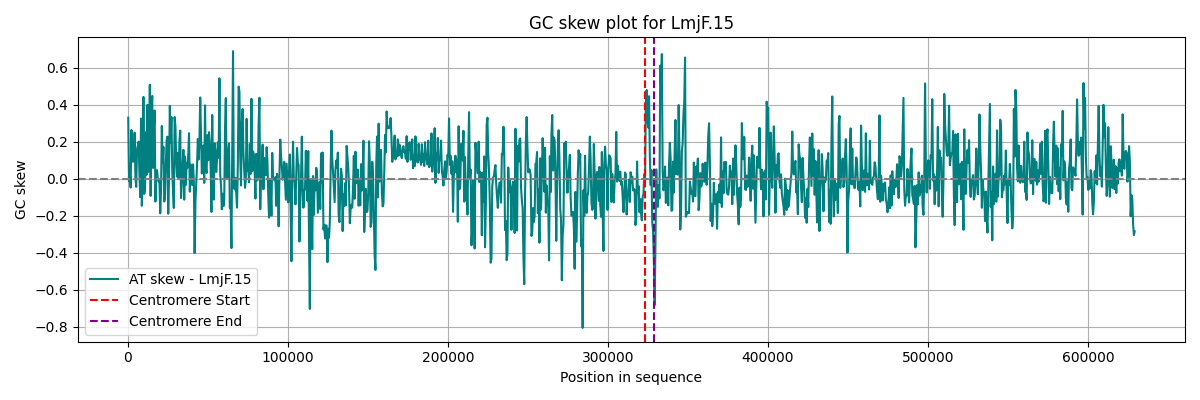 GC skew plot for LmjF.15
GC skew
0.6
0.4
0.2
0.0
−0.2
−0.4
−0.6
−0.8
AT skew - LmjF.15
Centromere Start
Centromere End
0 100000 200000 300000 400000 500000 600000
Position in sequence